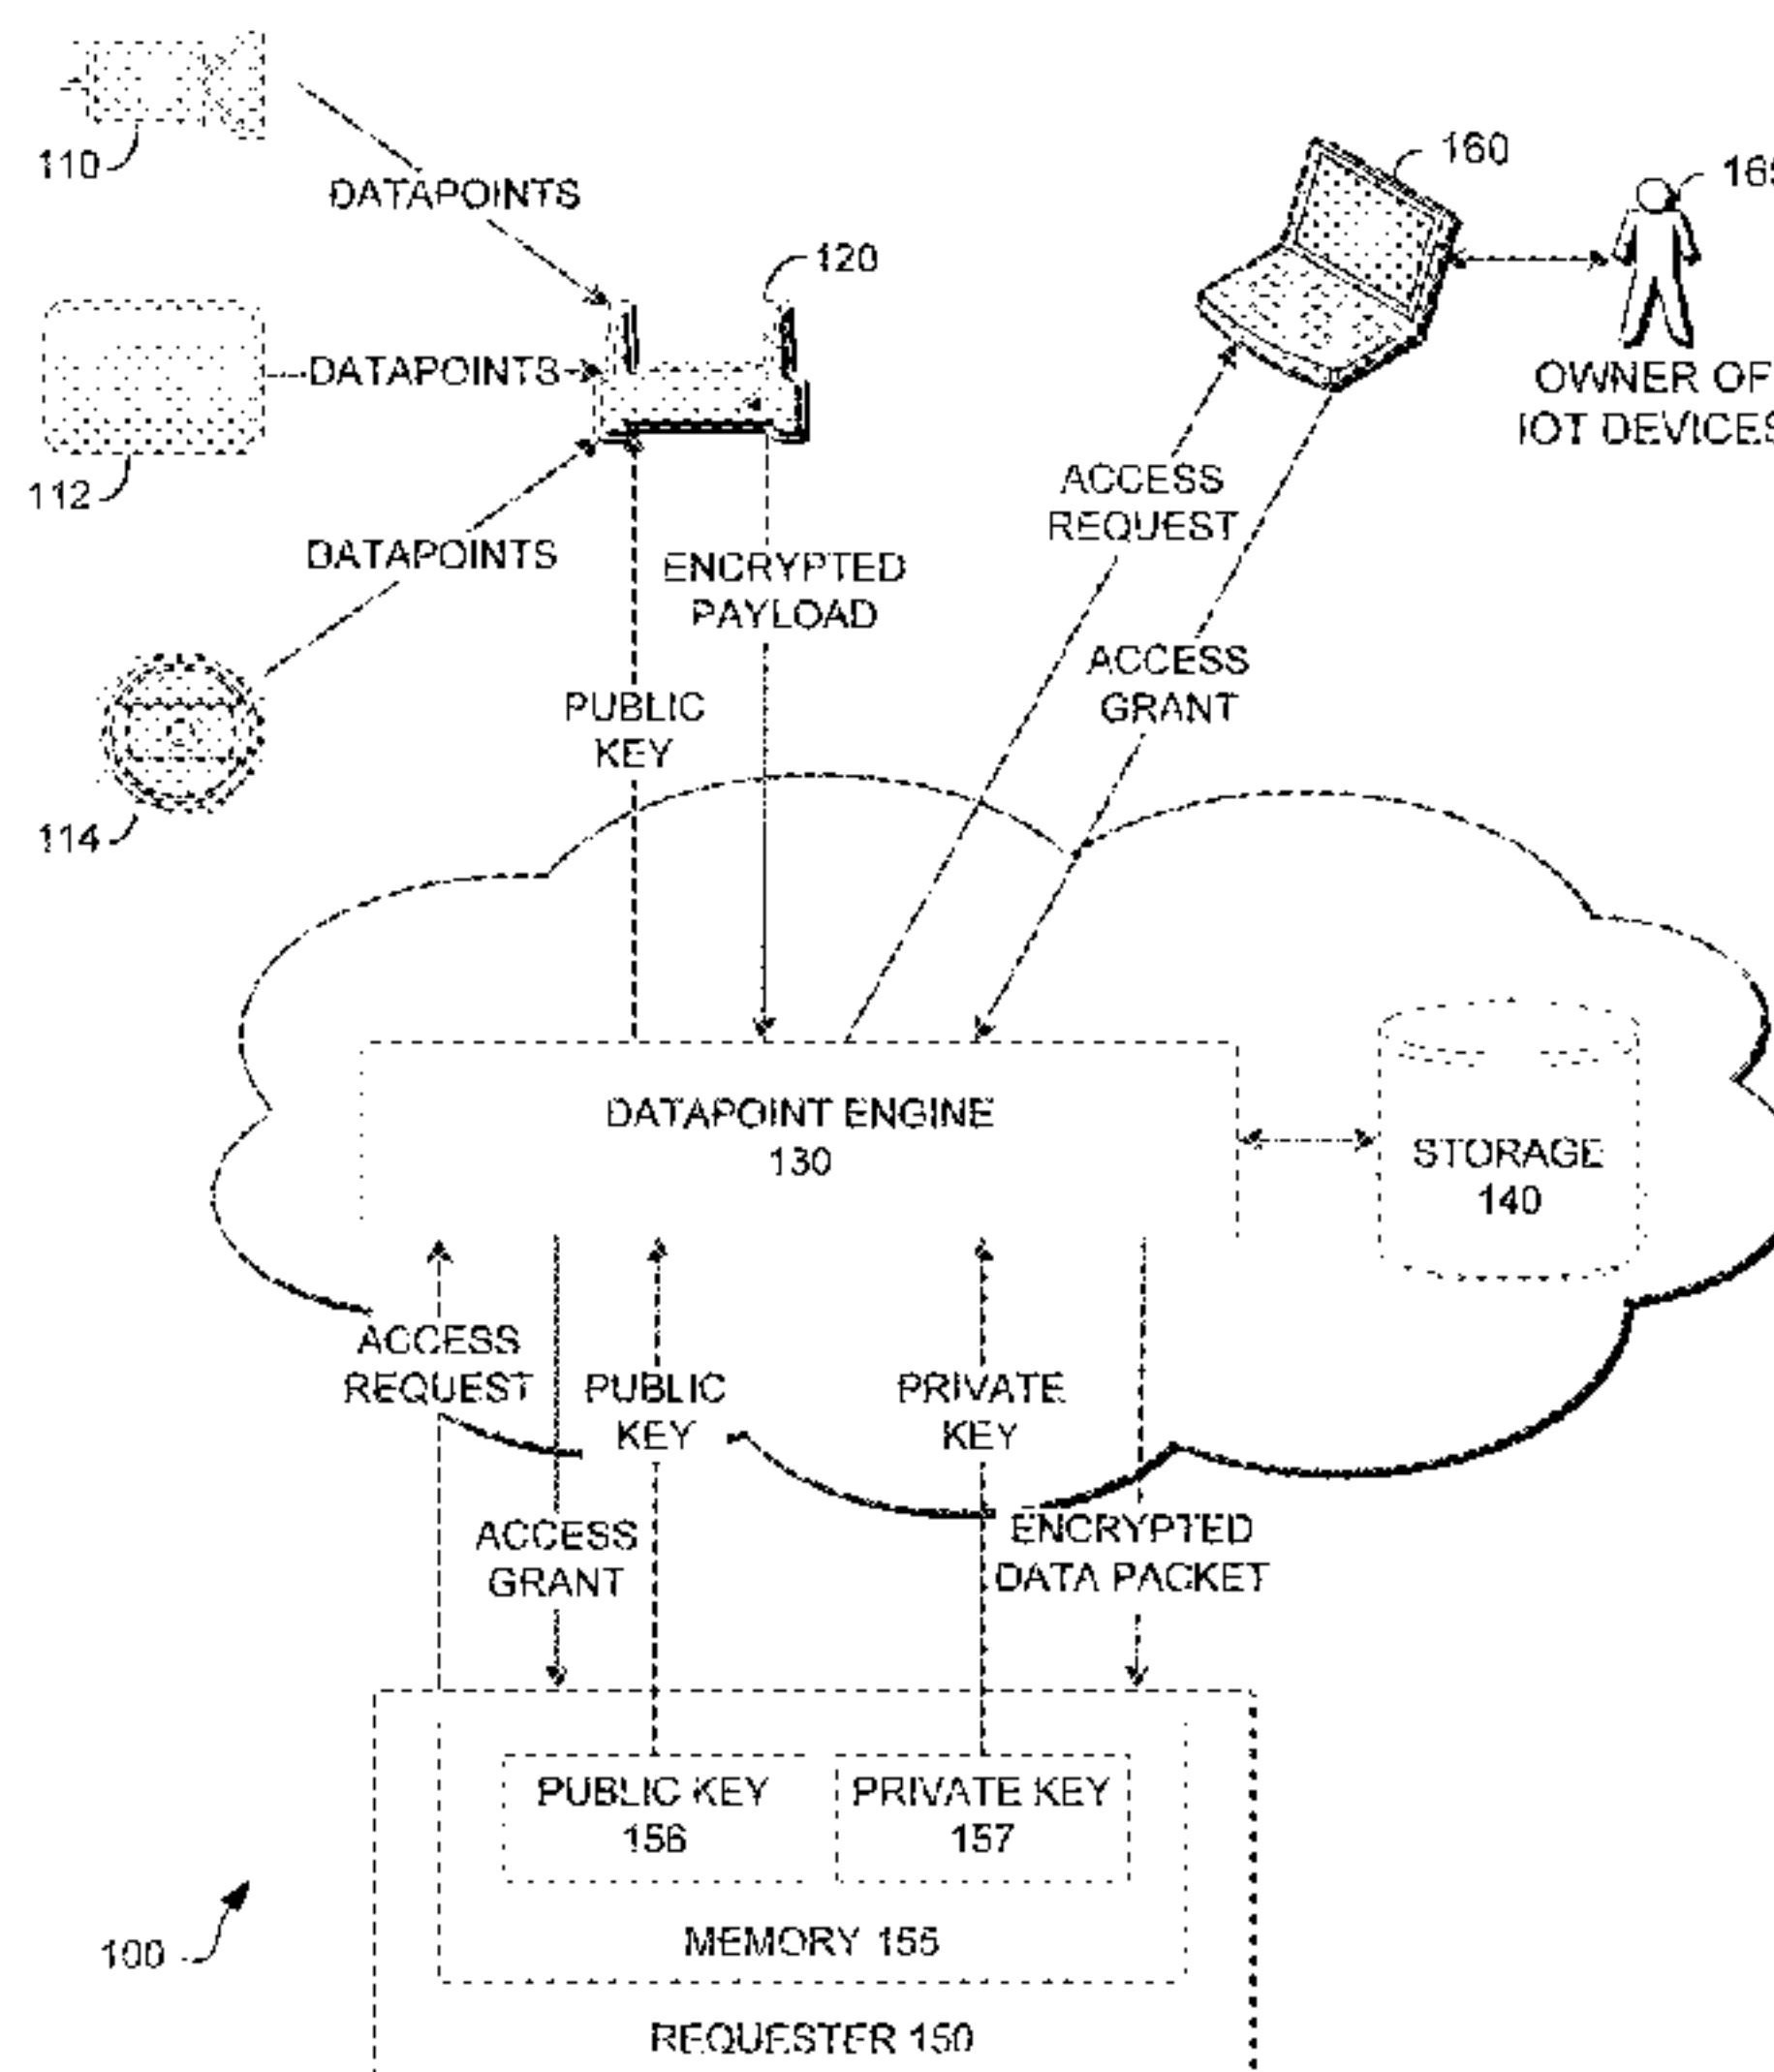 110
DATAPOINTS
160
165
120
DATAPOINTS
112
OWNER OF
IOT DEVICES
ACCESS
REQUEST
DATAPOINTS
ENCRYPTED
PAYLOAD
ACCESS
GRANT
PUBLIC
KEY
114
DATAPOINT ENGINE
130
STORAGE
140
ACCESS
REQUEST
PUBLIC
KEY
PRIVATE
KEY
ACCESS
GRANT
ENCRYPTED
DATA PACKET
PUBLIC KEY
156
PRIVATE KEY
157
100
MEMORY 155
REQUESTER 150